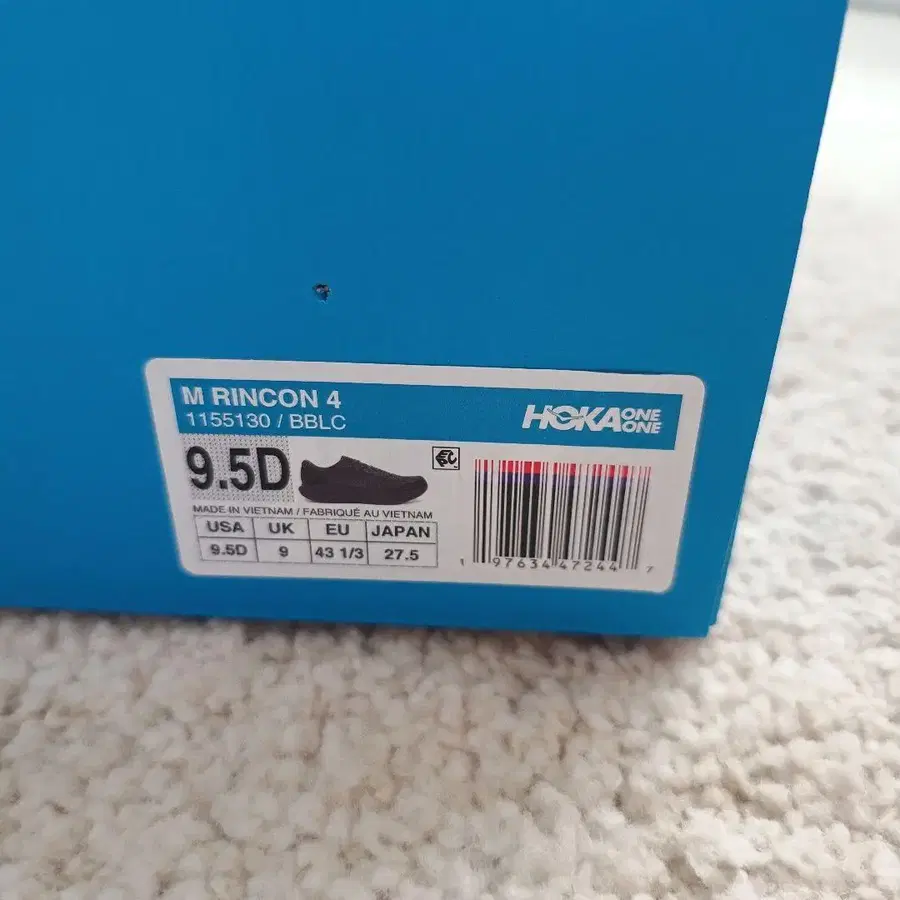 M RINCON 4
1155130 / BBLC
HOKA ONE ONE
9.5D
MADE IN VIETNAM / FABRIQUÉ AU VIETNAM
USA UK EU JAPAN
9.5D 9 43 1/3 27.5
1 97634 47244 7